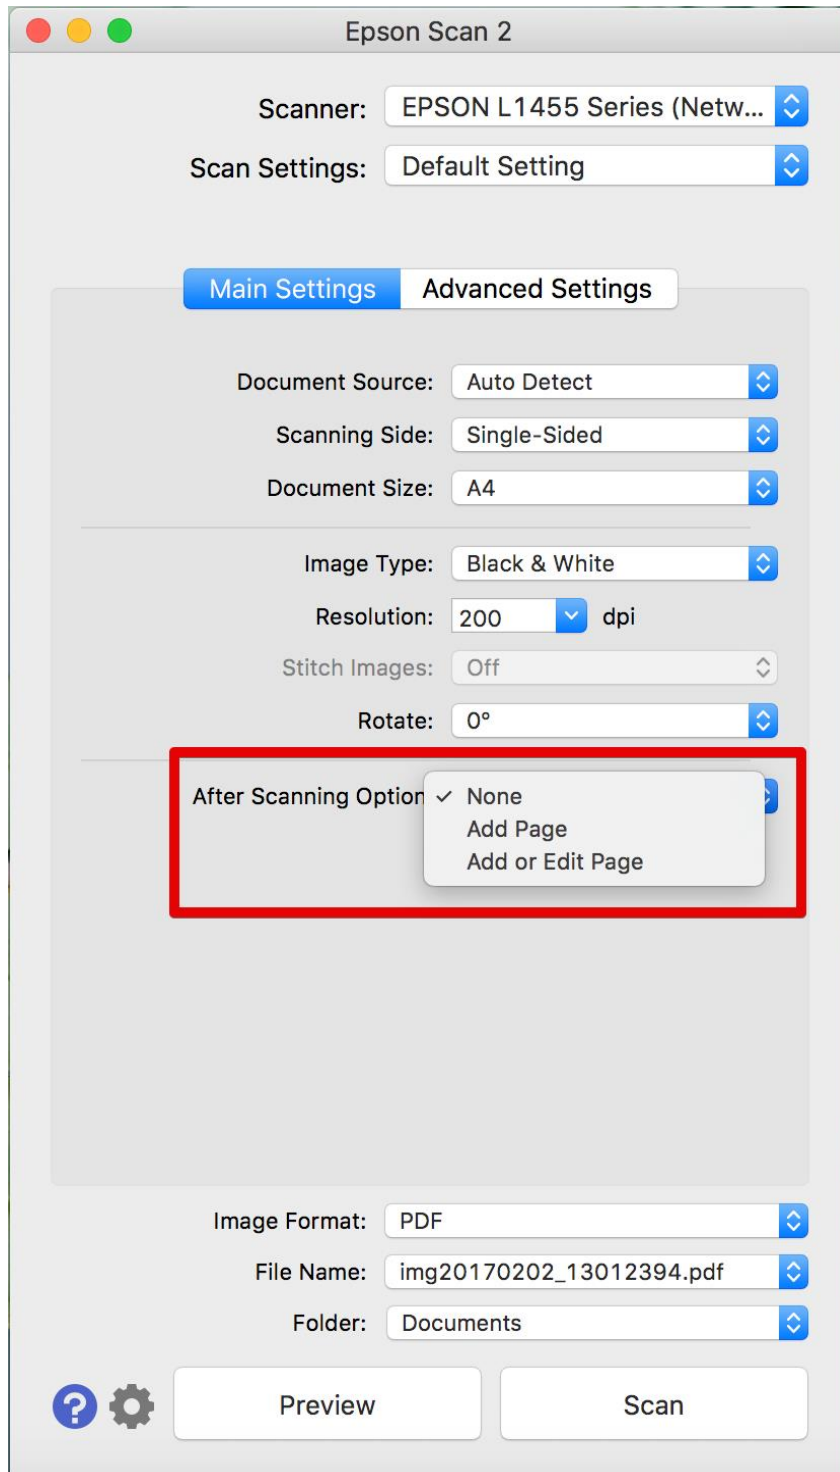 Epson Scan 2
Scanner: EPSON L1455 Series (Netw...
Scan Settings: Default Setting
Main Settings Advanced Settings
Document Source: Auto Detect
Scanning Side: Single-Sided
Document Size: A4
Image Type: Black & White
Resolution: 200 dpi
Stitch Images: Off
Rotate: 0°
After Scanning Option ✓ None
Add Page
Add or Edit Page
Image Format: PDF
File Name: img20170202_13012394.pdf
Folder: Documents
? Preview Scan